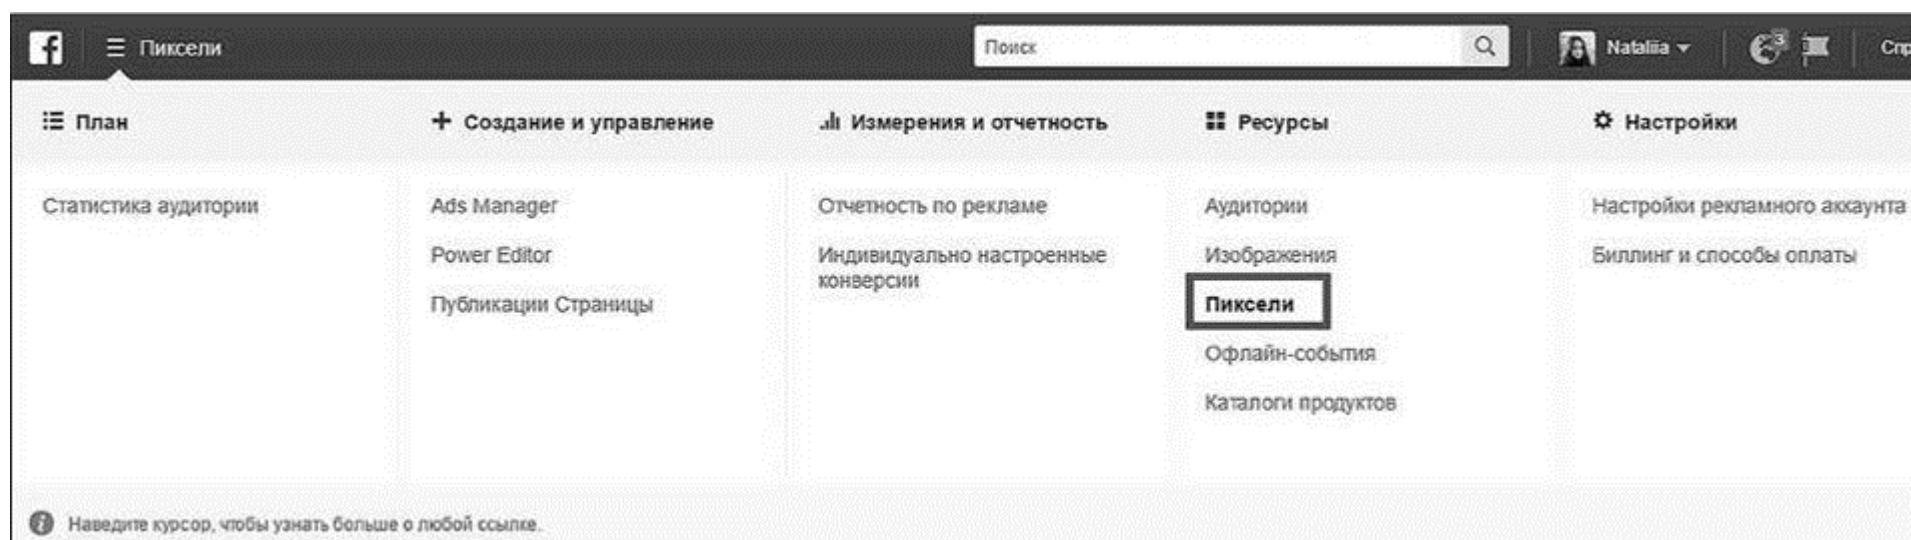 Пиксели
Поиск
Nataliia
3
План
Создание и управление
Измерения и отчетность
Ресурсы
Настройки
Статистика аудитории
Ads Manager
Power Editor
Публикации Страницы
Отчетность по рекламе
Индивидуально настроенные
конверсии
Аудитории
Изображения
Пиксели
Офлайн-события
Каталоги продуктов
Настройки рекламного аккаунта
Биллинг и способы оплаты
Наведите курсор, чтобы узнать больше о любой ссылке.